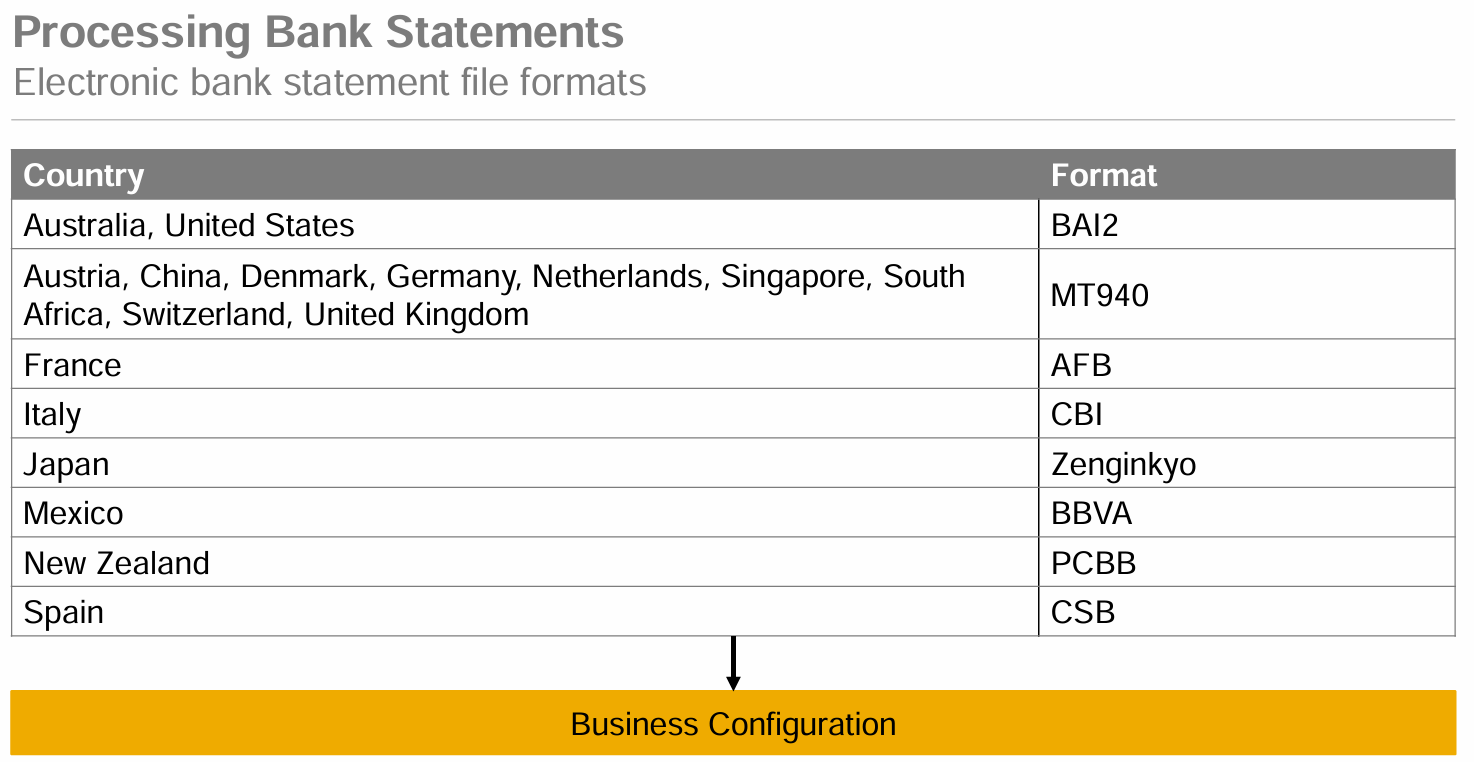 Processing Bank Statements
Electronic bank statement file formats
Country Format
Australia, United States BAI2
Austria, China, Denmark, Germany, Netherlands, Singapore, South
Africa, Switzerland, United Kingdom
MT940
France AFB
Italy CBI
Japan Zenginkyo
Mexico BBVA
New Zealand PCBB
Spain CSB
Business Configuration